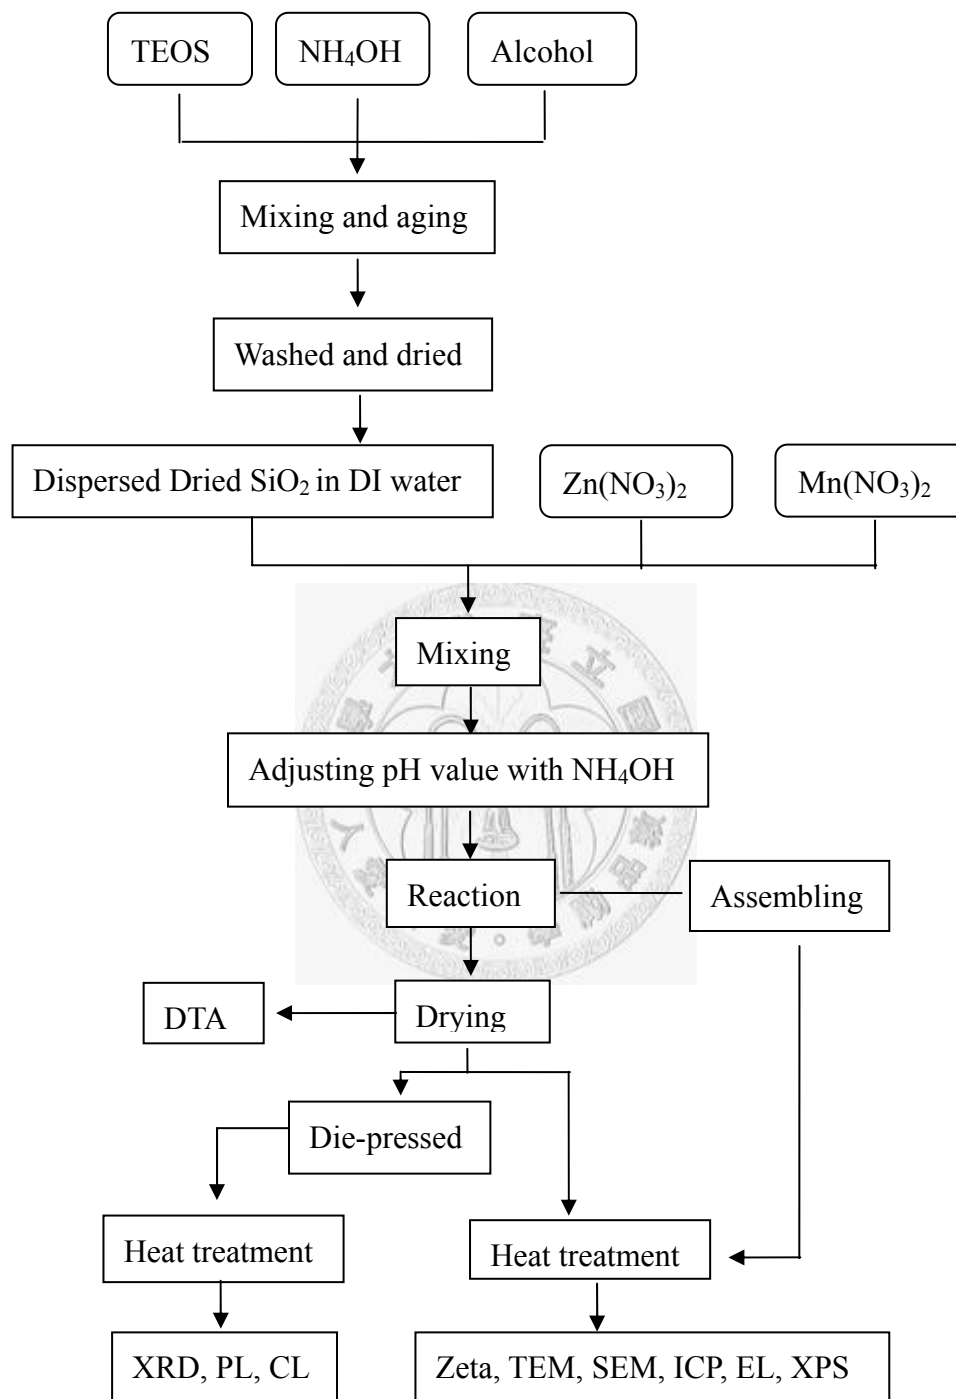 TEOS
NH₄OH
Alcohol
Mixing and aging
Washed and dried
Dispersed Dried SiO₂ in DI water
Zn(NO₃)₂
Mn(NO₃)₂
Mixing
Adjusting pH value with NH₄OH
Reaction
Assembling
DTA
Drying
Die-pressed
Heat treatment
Heat treatment
XRD, PL, CL
Zeta, TEM, SEM, ICP, EL, XPS